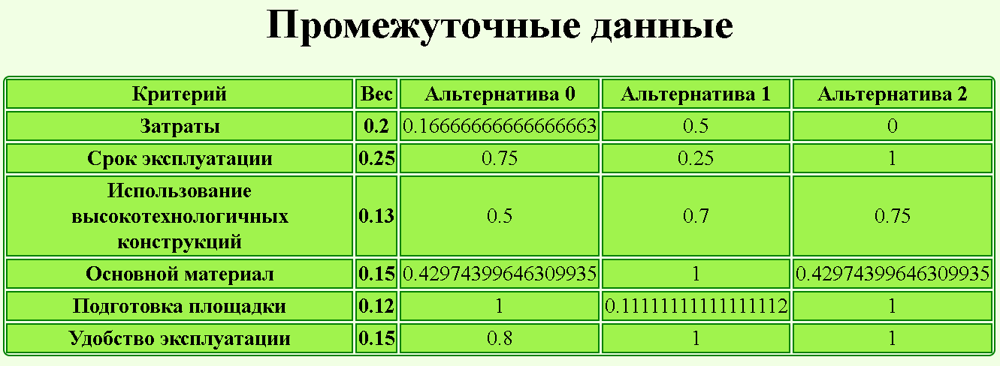 Промежуточные данные
Критерий Вес Альтернатива 0 Альтернатива 1 Альтернатива 2
Затраты 0.2 0.16666666666666663 0.5 0
Срок эксплуатации 0.25 0.75 0.25 1
Использование
высокотехнологичных 0.13 0.5 0.7 0.75
конструкций
Основной материал 0.15 0.42974399646309935 1 0.42974399646309935
Подготовка площадки 0.12 1 0.11111111111111112 1
Удобство эксплуатации 0.15 0.8 1 1